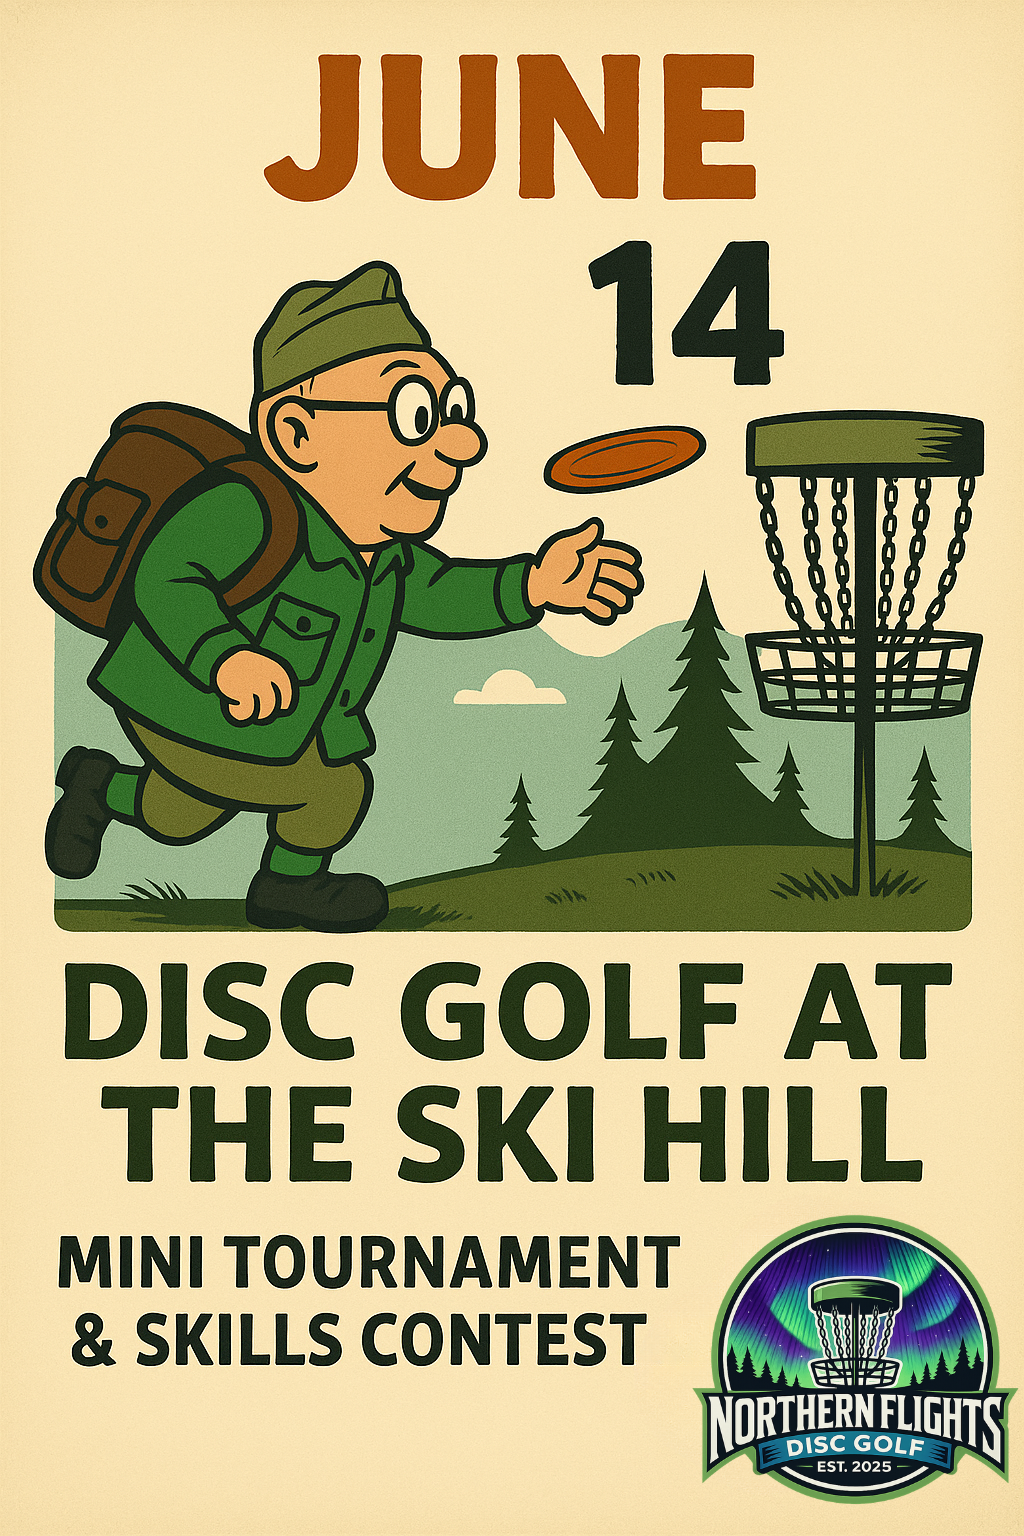 JUNE
14
DISC GOLF AT
THE SKI HILL
MINI TOURNAMENT
& SKILLS CONTEST
NORTHERN FLIGHTS
DISC GOLF
EST. 2025